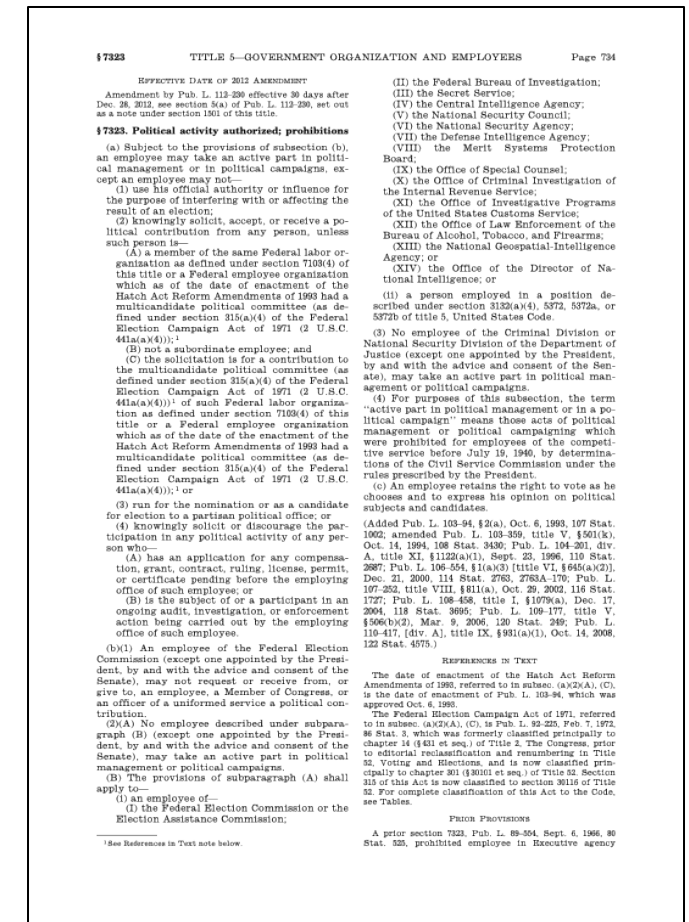 § 7323
TITLE 5—GOVERNMENT ORGANIZATION AND EMPLOYEES
Page 734
EFFECTIVE DATE OF 2012 AMENDMENT
Amendment by Pub. L. 112–230 effective 30 days after
Dec. 28, 2012, see section 5(a) of Pub. L. 112–230, set out
as a note under section 1501 of this title.
§ 7323. Political activity authorized; prohibitions
(a) Subject to the provisions of subsection (b),
an employee may take an active part in politi-
cal management or in political campaigns, ex-
cept an employee may not—
(1) use his official authority or influence for
the purpose of interfering with or affecting the
result of an election;
(2) knowingly solicit, accept, or receive a po-
litical contribution from any person, unless
such person is—
(A) a member of the same Federal labor or-
ganization as defined under section 7103(4) of
this title or a Federal employee organization
which as of the date of enactment of the
Hatch Act Reform Amendments of 1993 had a
multicandidate political committee (as de-
fined under section 315(a)(4) of the Federal
Election Campaign Act of 1971 (2 U.S.C.
441a(a)(4))); 1
(B) not a subordinate employee; and
(C) the solicitation is for a contribution to
the multicandidate political committee (as
defined under section 315(a)(4) of the Federal
Election Campaign Act of 1971 (2 U.S.C.
441a(a)(4))) 1 of such Federal labor organiza-
tion as defined under section 7103(4) of this
title or a Federal employee organization
which as of the date of the enactment of the
Hatch Act Reform Amendments of 1993 had a
multicandidate political committee (as de-
fined under section 315(a)(4) of the Federal
Election Campaign Act of 1971 (2 U.S.C.
441a(a)(4))); 1 or
(3) run for the nomination or as a candidate
for election to a partisan political office; or
(4) knowingly solicit or discourage the par-
ticipation in any political activity of any per-
son who—
(A) has an application for any compensa-
tion, grant, contract, ruling, license, permit,
or certificate pending before the employing
office of such employee; or
(B) is the subject of or a participant in an
ongoing audit, investigation, or enforcement
action being carried out by the employing
office of such employee.
(b)(1) An employee of the Federal Election
Commission (except one appointed by the Presi-
dent, by and with the advice and consent of the
Senate), may not request or receive from, or
give to, an employee, a Member of Congress, or
an officer of a uniformed service a political con-
tribution.
(2)(A) No employee described under subpara-
graph (B) (except one appointed by the Presi-
dent, by and with the advice and consent of the
Senate), may take an active part in political
management or political campaigns.
(B) The provisions of subparagraph (A) shall
apply to—
(i) an employee of—
(I) the Federal Election Commission or the
Election Assistance Commission;
1 See References in Text note below.
(II) the Federal Bureau of Investigation;
(III) the Secret Service;
(IV) the Central Intelligence Agency;
(V) the National Security Council;
(VI) the National Security Agency;
(VII) the Defense Intelligence Agency;
(VIII) the Merit Systems Protection
Board;
(IX) the Office of Special Counsel;
(X) the Office of Criminal Investigation of
the Internal Revenue Service;
(XI) the Office of Investigative Programs
of the United States Customs Service;
(XII) the Office of Law Enforcement of the
Bureau of Alcohol, Tobacco, and Firearms;
(XIII) the National Geospatial-Intelligence
Agency; or
(XIV) the Office of the Director of Na-
tional Intelligence; or
(ii) a person employed in a position de-
scribed under section 3132(a)(4), 5372, 5372a, or
5372b of title 5, United States Code.
(3) No employee of the Criminal Division or
National Security Division of the Department of
Justice (except one appointed by the President,
by and with the advice and consent of the Sen-
ate), may take an active part in political man-
agement or political campaigns.
(4) For purposes of this subsection, the term
"active part in political management or in a po-
litical campaign" means those acts of political
management or political campaigning which
were prohibited for employees of the competi-
tive service before July 19, 1940, by determina-
tions of the Civil Service Commission under the
rules prescribed by the President.
(c) An employee retains the right to vote as he
chooses and to express his opinion on political
subjects and candidates.
(Added Pub. L. 103–94, § 2(a), Oct. 6, 1993, 107 Stat.
1002; amended Pub. L. 103–359, title V, § 501(k),
Oct. 14, 1994, 108 Stat. 3430; Pub. L. 104–201, div.
A, title XI, § 1122(a)(1), Sept. 23, 1996, 110 Stat.
2687; Pub. L. 106–554, § 1(a)(3) [title VI, § 645(a)(2)],
Dec. 21, 2000, 114 Stat. 2763, 2763A–170; Pub. L.
107–252, title VIII, § 811(a), Oct. 29, 2002, 116 Stat.
1727; Pub. L. 108–458, title I, § 1079(a), Dec. 17,
2004, 118 Stat. 3695; Pub. L. 109–177, title V,
§ 506(b)(2), Mar. 9, 2006, 120 Stat. 249; Pub. L.
110–417, [div. A], title IX, § 931(a)(1), Oct. 14, 2008,
122 Stat. 4575.)
REFERENCES IN TEXT
The date of enactment of the Hatch Act Reform
Amendments of 1993, referred to in subsec. (a)(2)(A), (C),
is the date of enactment of Pub. L. 103–94, which was
approved Oct. 6, 1993.
The Federal Election Campaign Act of 1971, referred
to in subsec. (a)(2)(A), (C), is Pub. L. 92–225, Feb. 7, 1972,
86 Stat. 3, which was formerly classified principally to
chapter 14 (§ 431 et seq.) of Title 2, The Congress, prior
to editorial reclassification and renumbering in Title
52, Voting and Elections, and is now classified prin-
cipally to chapter 301 (§ 30101 et seq.) of Title 52. Section
315 of this Act is now classified to section 30116 of Title
52. For complete classification of this Act to the Code,
see Tables.
PRIOR PROVISIONS
A prior section 7323, Pub. L. 89–554, Sept. 6, 1966, 80
Stat. 525, prohibited employee in Executive agency